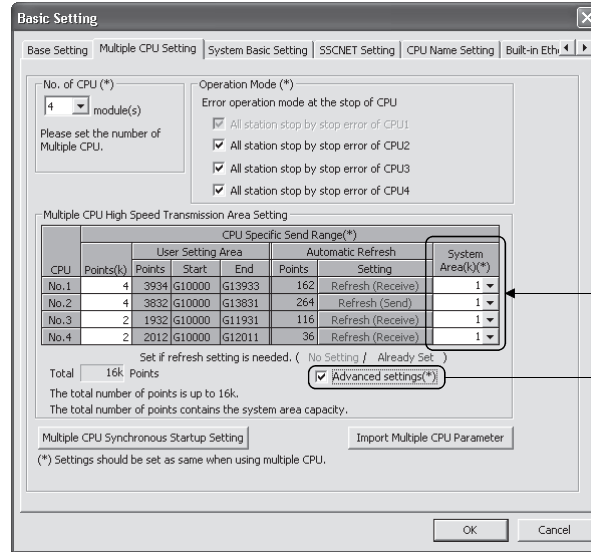 Basic Setting
Base Setting Multiple CPU Setting System Basic Setting SSCNET Setting CPU Name Setting Built-in Eth
No. of CPU (*)
4 module(s)
Please set the number of
Multiple CPU.
Operation Mode (*)
Error operation mode at the stop of CPU
All station stop by stop error of CPU1
All station stop by stop error of CPU2
All station stop by stop error of CPU3
All station stop by stop error of CPU4
Multiple CPU High Speed Transmission Area Setting
CPU Specific Send Range(*)
User Setting Area Automatic Refresh System
CPU Points(k) Points Start End Points Setting Area(k)(*)
No.1 4 3934 G10000 G13933 162 Refresh (Receive) 1
No.2 4 3832 G10000 G13831 264 Refresh (Send) 1
No.3 2 1932 G10000 G11931 116 Refresh (Receive) 1
No.4 2 2012 G10000 G12011 36 Refresh (Receive) 1
Set if refresh setting is needed. ( No Setting / Already Set )
Total 16k Points
Advanced settings(*)
The total number of points is up to 16k.
The total number of points contains the system area capacity.
Multiple CPU Synchronous Startup Setting Import Multiple CPU Parameter
(*) Settings should be set as same when using multiple CPU.
OK Cancel